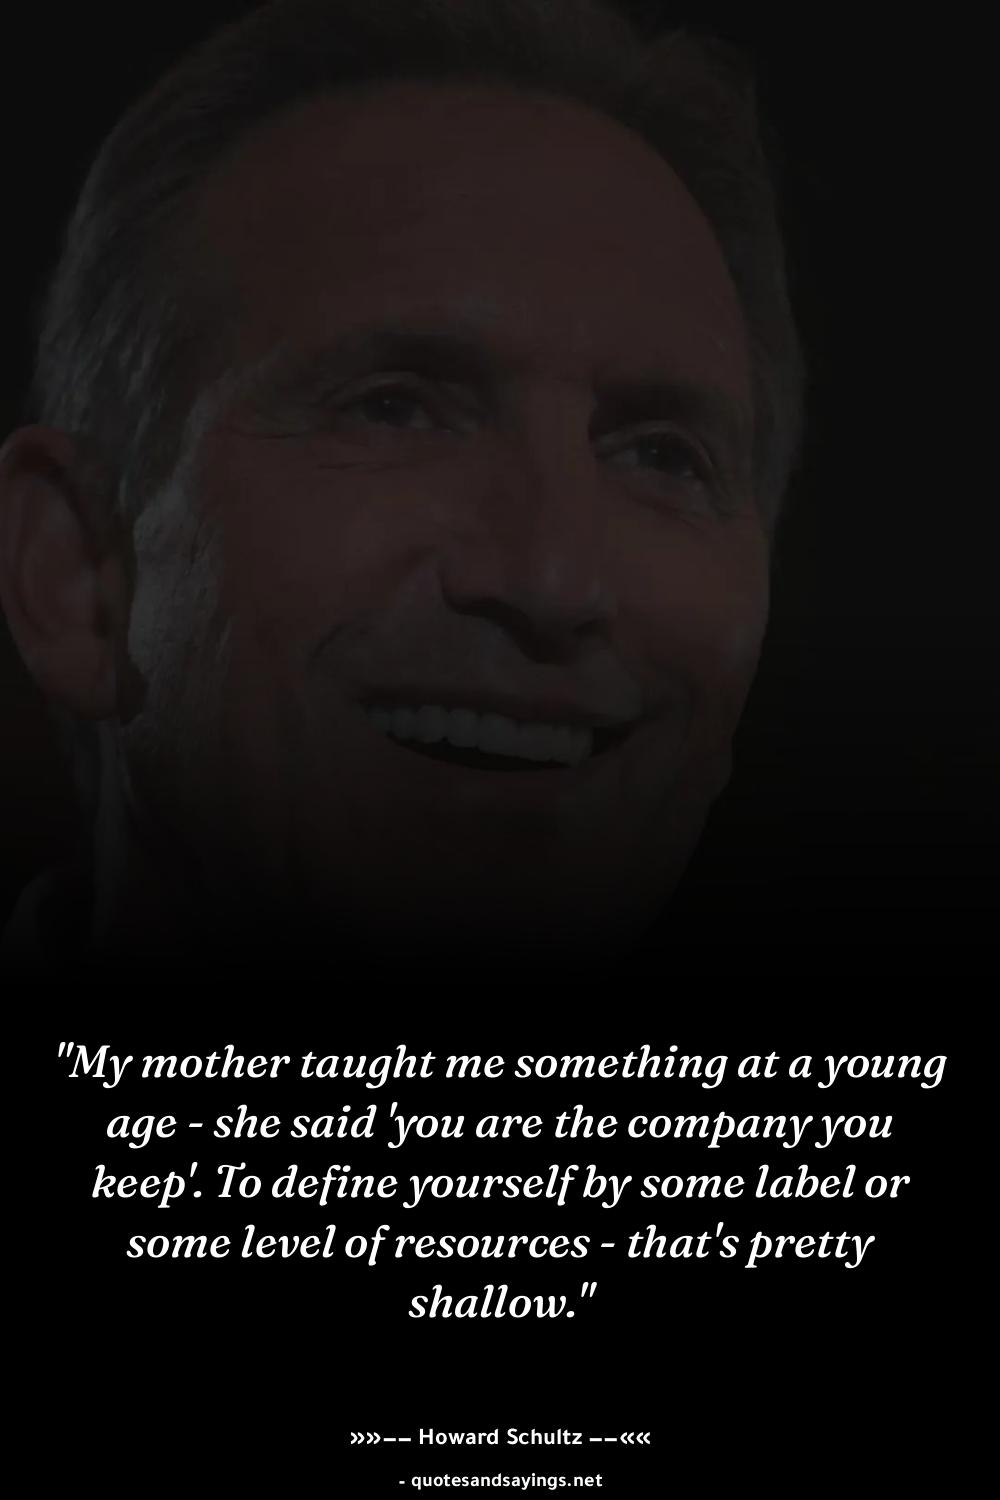 "My mother taught me something at a young
age - she said 'you are the company you
keep'. To define yourself by some label or
some level of resources - that's pretty
shallow."
»»–– Howard Schultz ––««
- quotesandsayings.net